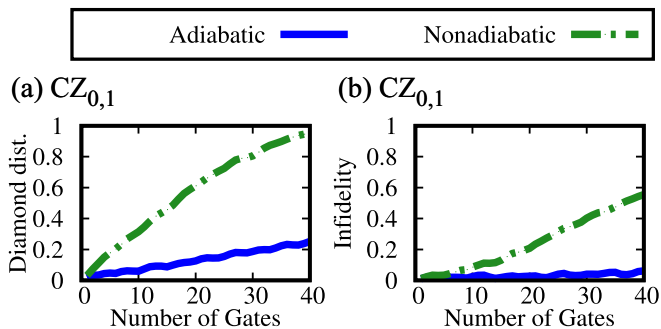 Adiabatic Nonadiabatic
(a) CZ0,1 (b) CZ0,1
Diamond dist.
1
0.8
0.6
0.4
0.2
0
0 10 20 30 40
Number of Gates
Infidelity
1
0.8
0.6
0.4
0.2
0
0 10 20 30 40
Number of Gates